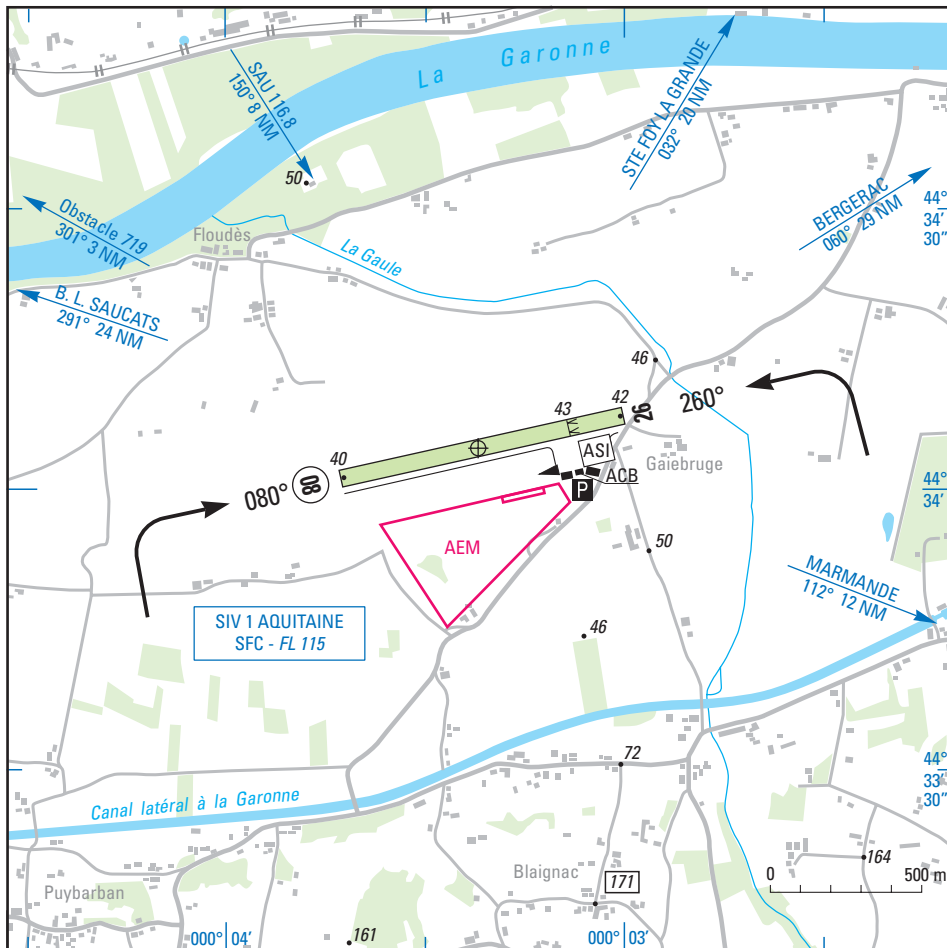 La Garonne
SAU 116.8
150° 8 NM
STE FOY LA GRANDE
032° 20 NM
50
BERGERAC
060° 29 NM
44°
34'
30"
Obstacle 719
301° 3 NM
Floudès
La Gaule
B. L. SAUCATS
291° 24 NM
46
42
43
26
260°
40
ASI
Gaiebruge
ACB
080°
08
P
44°
34'
AEM
50
MARMANDE
112° 12 NM
SIV 1 AQUITAINE
SFC - FL 115
46
72
44°
33'
30"
Canal latéral à la Garonne
164
Blaignac
171
0 500 m
Puybarban
161
000° 04'
000° 03'